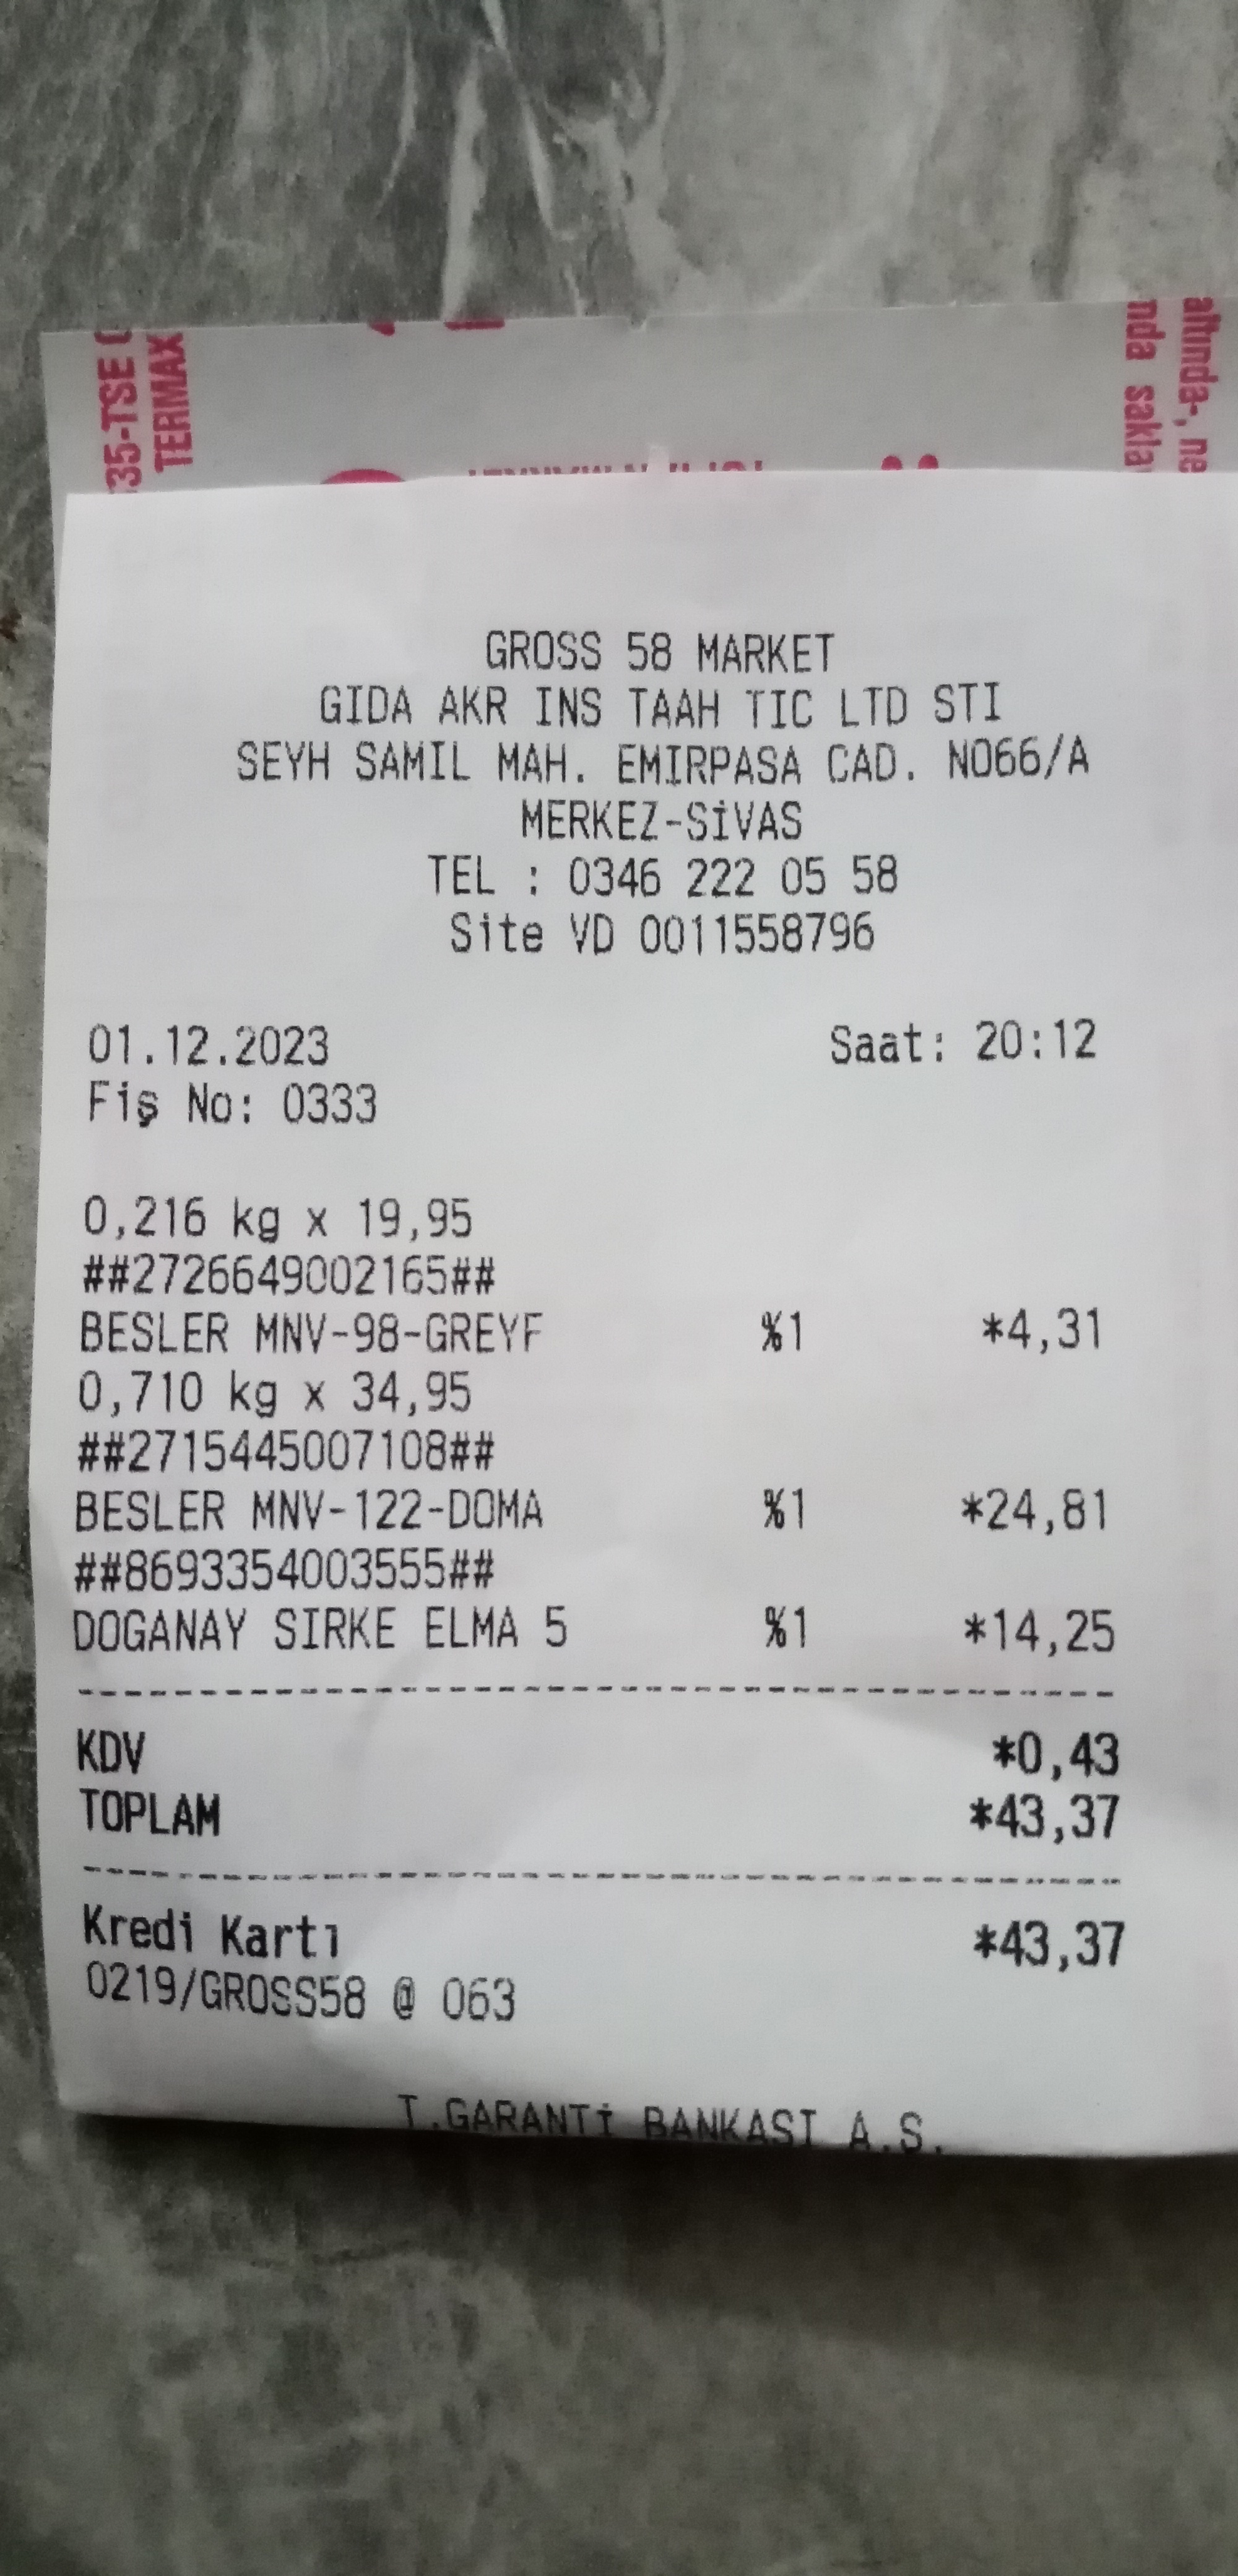 35-TSE
TERMAX
altında-, ne
nda sakla
GROSS 58 MARKET
GIDA AKR INS TAAH TIC LTD STI
SEYH SAMIL MAH. EMIRPASA CAD. NO66/A
MERKEZ-SİVAS
TEL : 0346 222 05 58
Site VD 0011558796
01.12.2023 Saat: 20:12
Fiş No: 0333
0,216 kg x 19,95
##2726649002165##
BESLER MNV-98-GREYF %1 *4,31
0,710 kg x 34,95
##2715445007108##
BESLER MNV-122-DOMA %1 *24,81
##8693354003555##
DOGANAY SIRKE ELMA 5 %1 *14,25
KDV *0,43
TOPLAM *43,37
Kredi Kartı *43,37
0219/GROSS58 @ 063
T.GARANTİ BANKASI A.S.